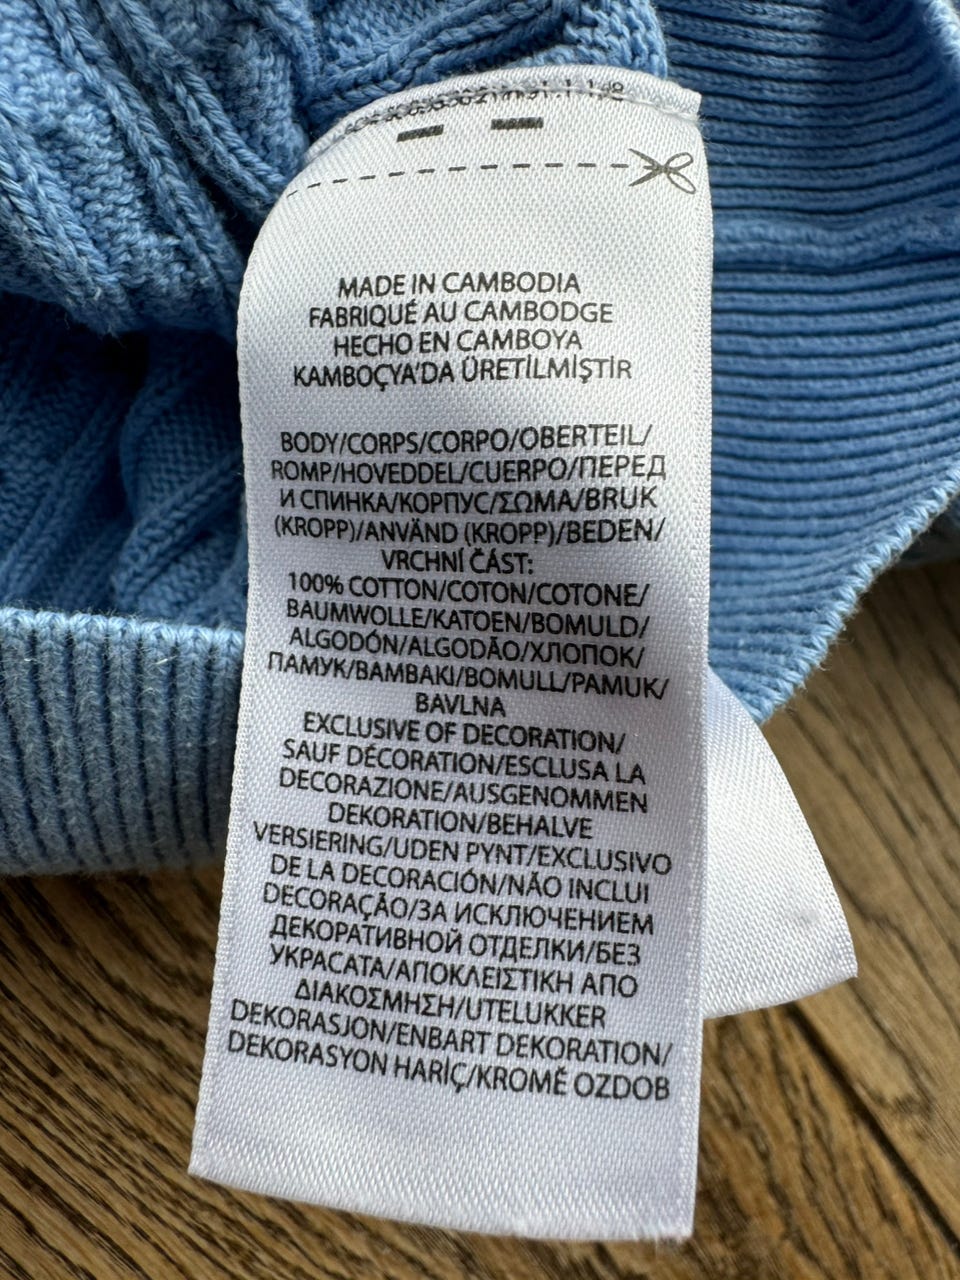 MADE IN CAMBODIA
FABRIQUÉ AU CAMBODGE
HECHO EN CAMBOYA
KAMBOÇYA'DA ÜRETİLMİŞTİR
BODY/CORPS/CORPO/OBERTEIL/
ROMP/HOVEDDEL/CUERPO/ПЕРЕД
И СПИНКА/КОРПУС/ΣΩΜΑ/BRUK
(KROPP)/ANVÄND (KROPP)/BEDEN/
VRCHNÍ ČÁST:
100% COTTON/COTON/COTONE/
BAUMWOLLE/KATOEN/BOMULD/
ALGODÓN/ALGODÃO/ХЛОПОК/
ПАМУК/ΒΑΜΒΑΚΙ/BOMULL/PAMUK/
BAVLNA
EXCLUSIVE OF DECORATION/
SAUF DÉCORATION/ESCLUSA LA
DECORAZIONE/AUSGENOMMEN
DEKORATION/BEHALVE
VERSIERING/UDEN PYNT/EXCLUSIVO
DE LA DECORACIÓN/NÃO INCLUI
DECORAÇÃO/ЗА ИСКЛЮЧЕНИЕМ
ДЕКОРАТИВНОЙ ОТДЕЛКИ/БЕЗ
УКРАСАТА/ΑΠΟΚΛΕΙΣΤΙΚΗ ΑΠΟ
ΔΙΑΚΟΣΜΗΣΗ/UTELUKKER
DEKORASJON/ENBART DEKORATION/
DEKORASYON HARİÇ/KROMĚ OZDOB